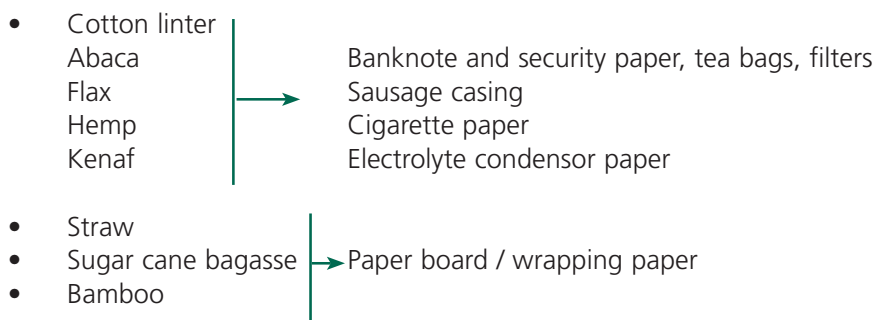 • Cotton linter
Abaca Banknote and security paper, tea bags, filters
Flax Sausage casing
Hemp Cigarette paper
Kenaf Electrolyte condensor paper
• Straw
• Sugar cane bagasse Paper board / wrapping paper
• Bamboo